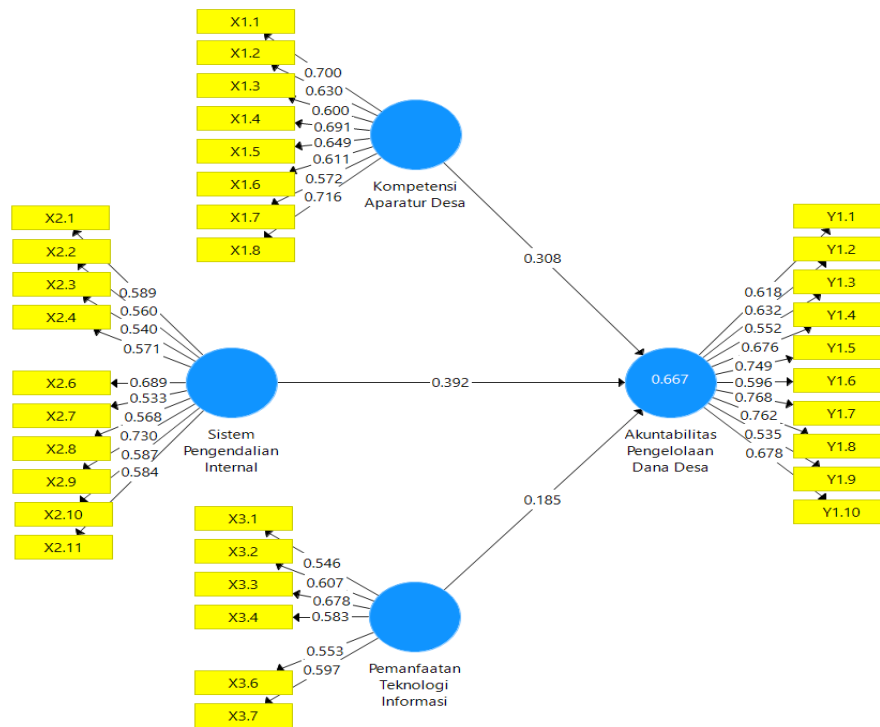 X1.1
X1.2
X1.3
X1.4
X1.5
X1.6
X1.7
X1.8
0.700
0.630
0.600
0.691
0.649
0.611
0.572
0.716
Kompetensi
Aparatur Desa
X2.1
X2.2
X2.3
X2.4
X2.6
X2.7
X2.8
X2.9
X2.10
X2.11
0.589
0.560
0.540
0.571
0.689
0.533
0.568
0.730
0.587
0.584
Sistem
Pengendalian
Internal
X3.1
X3.2
X3.3
X3.4
X3.6
X3.7
0.546
0.607
0.678
0.583
0.553
0.597
Pemanfaatan
Teknologi
Informasi
0.308
0.392
0.185
0.667
Akuntabilitas
Pengelolaan
Dana Desa
0.618
0.632
0.552
0.676
0.749
0.596
0.768
0.762
0.535
0.678
Y1.1
Y1.2
Y1.3
Y1.4
Y1.5
Y1.6
Y1.7
Y1.8
Y1.9
Y1.10